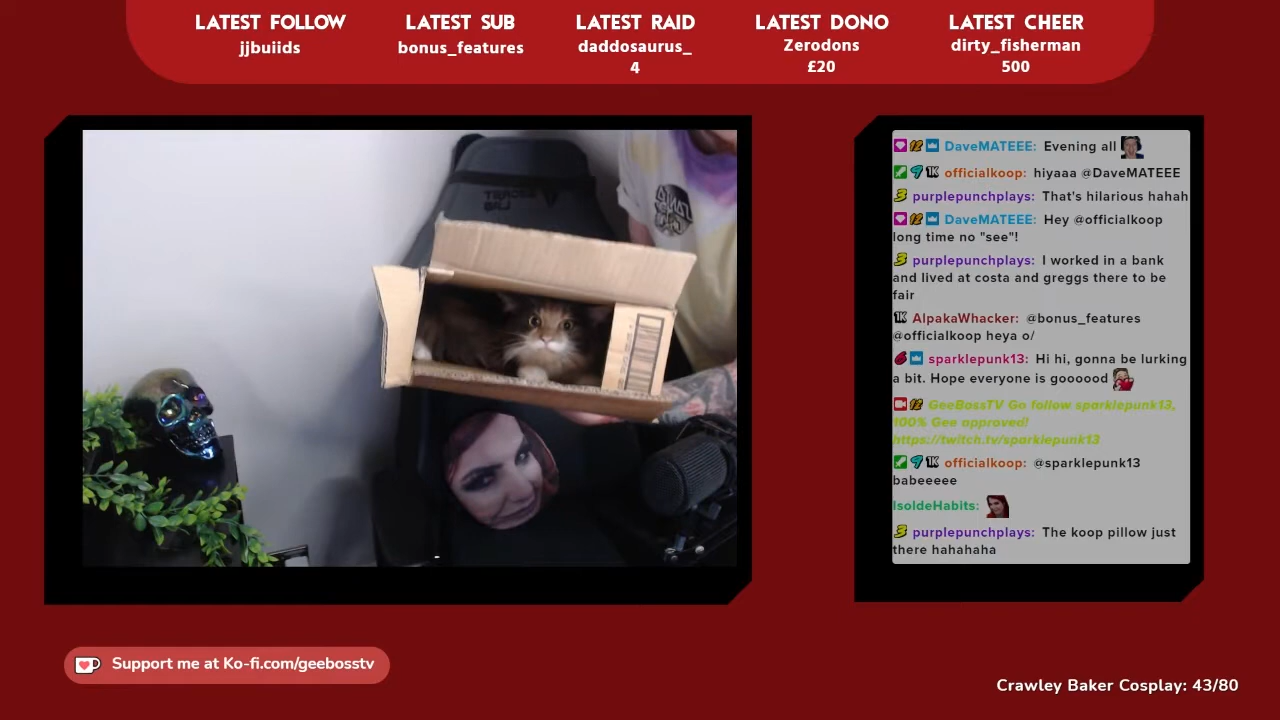 LATEST FOLLOW
jjbuiids
LATEST SUB
bonus_features
LATEST RAID
daddosaurus_
4
LATEST DONO
Zerodons
£20
LATEST CHEER
dirty_fisherman
500
DaveMATEEE: Evening all
officialkoop: hiyaaa @DaveMATEEE
purplepunchplays: That's hilarious hahah
DaveMATEEE: Hey @officialkoop
long time no "see"!
purplepunchplays: I worked in a bank
and lived at costa and greggs there to be
fair
1K AlpakaWhacker: @bonus_features
@officialkoop heya o/
sparklepunk13: Hi hi, gonna be lurking
a bit. Hope everyone is goooood
GeeBossTV Go follow sparklepunk13,
100% Gee approved!
https://twitch.tv/sparklepunk13
officialkoop: @sparklepunk13
babeeeee
IsoldeHabits:
purplepunchplays: The koop pillow just
there hahahaha
Support me at Ko-fi.com/geebosstv
Crawley Baker Cosplay: 43/80